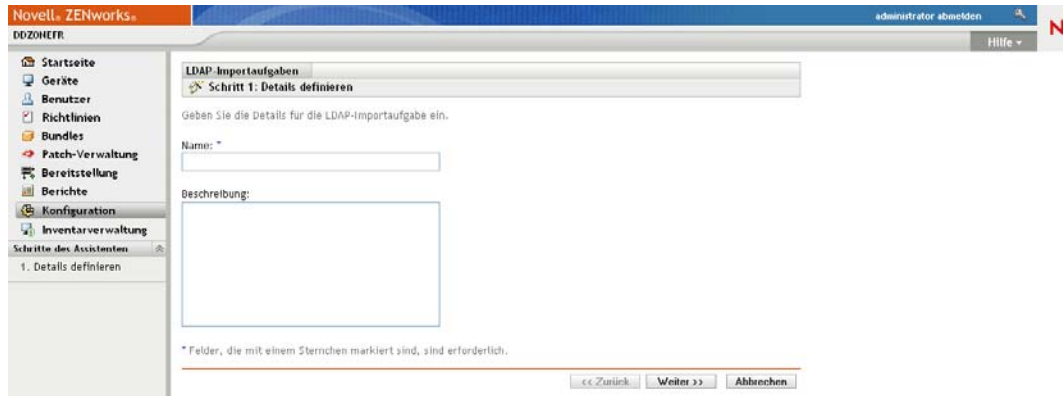 Novell® ZENworks®
administrator abmelden
N
DDZONEFR
Hilfe
Startseite
Geräte
Benutzer
Richtlinien
Bundles
Patch-Verwaltung
Bereitstellung
Berichte
Konfiguration
Inventarverwaltung
Schritte des Assistenten
1. Details definieren
LDAP-Importaufgaben
Schritt 1: Details definieren
Geben Sie die Details für die LDAP-Importaufgabe ein.
Name: *
Beschreibung:
* Felder, die mit einem Sternchen markiert sind, sind erforderlich.
<< Zurück
Weiter >>
Abbrechen